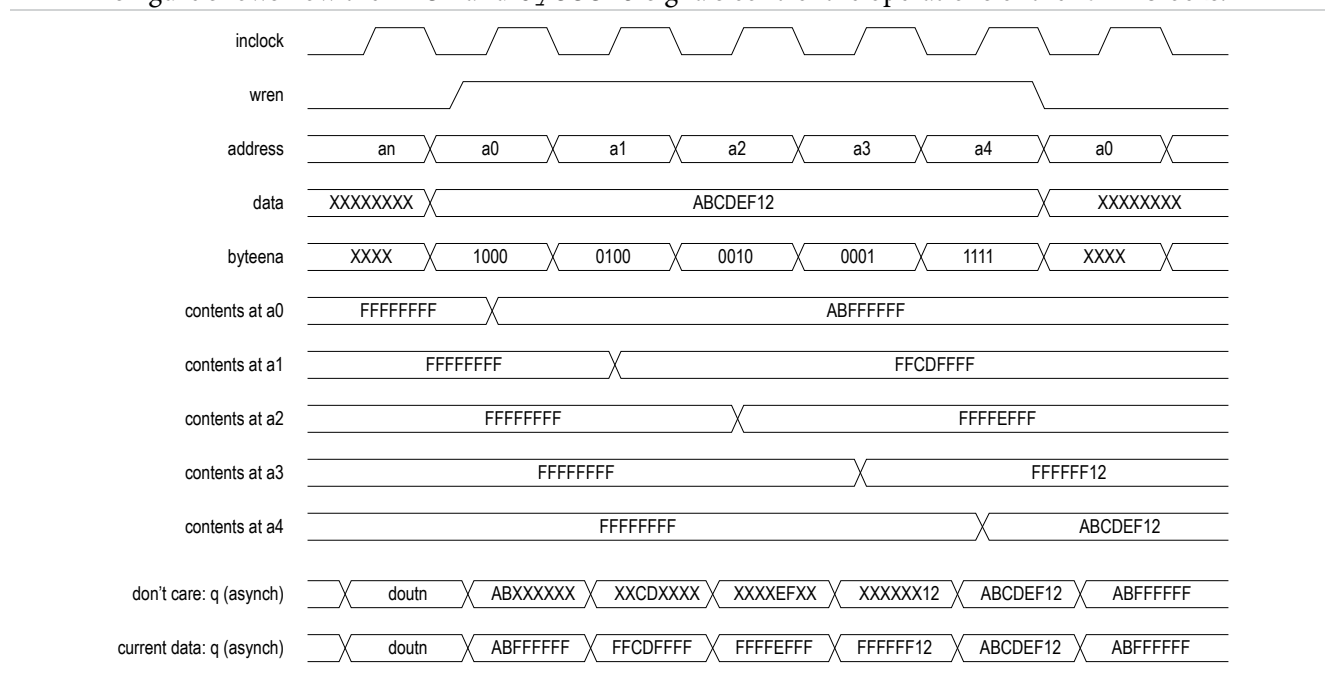 inclock
wren
address an a0 a1 a2 a3 a4 a0
data XXXXXXXX ABCDEF12 XXXXXXXX
byteena XXXX 1000 0100 0010 0001 1111 XXXX
contents at a0 FFFFFFFF ABFFFFFF
contents at a1 FFFFFFFF FFCDFFFF
contents at a2 FFFFFFFF FFFFEFFF
contents at a3 FFFFFFFF FFFFFF12
contents at a4 FFFFFFFF ABCDEF12
don't care: q (asynch) doutn ABXXXXXX XXCDXXXX XXXXEFXX XXXXXX12 ABCDEF12 ABFFFFFF
current data: q (asynch) doutn ABFFFFFF FFCDFFFF FFFFEFFF FFFFFF12 ABCDEF12 ABFFFFFF